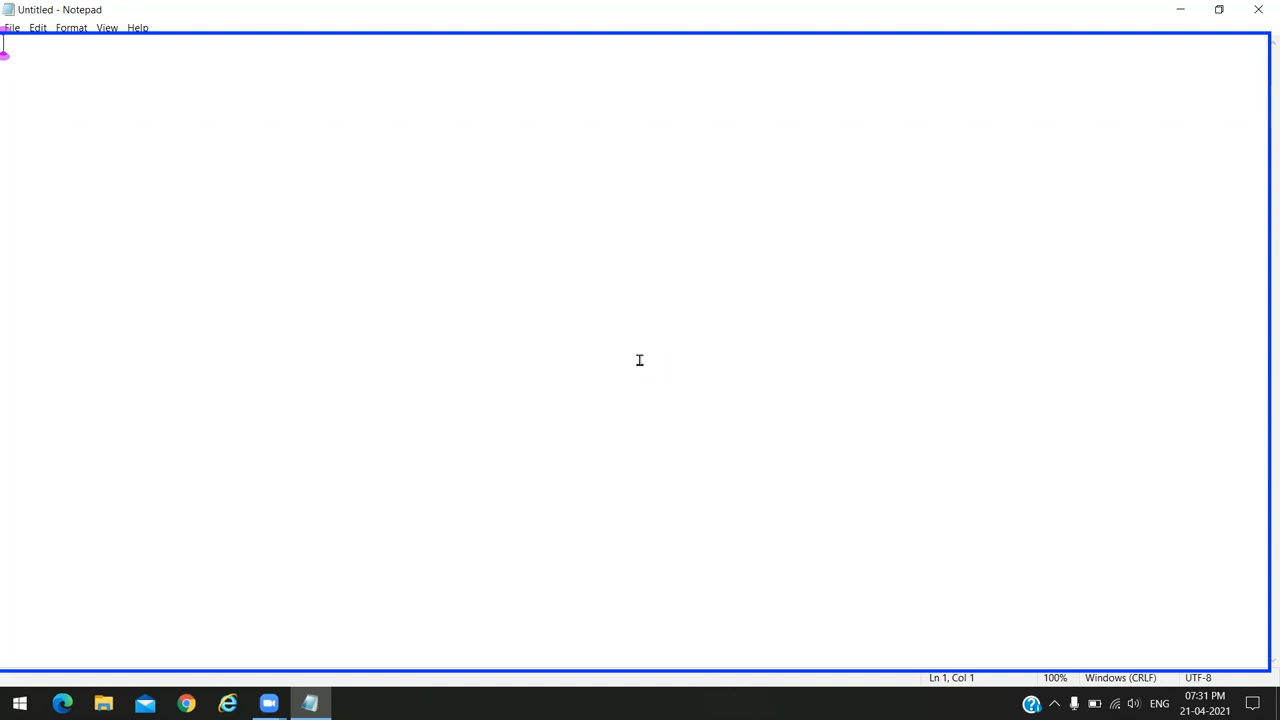 Untitled - Notepad
File Edit Format View Help
Ln 1, Col 1 100% Windows (CRLF) UTF-8
ENG 07:31 PM
21-04-2021